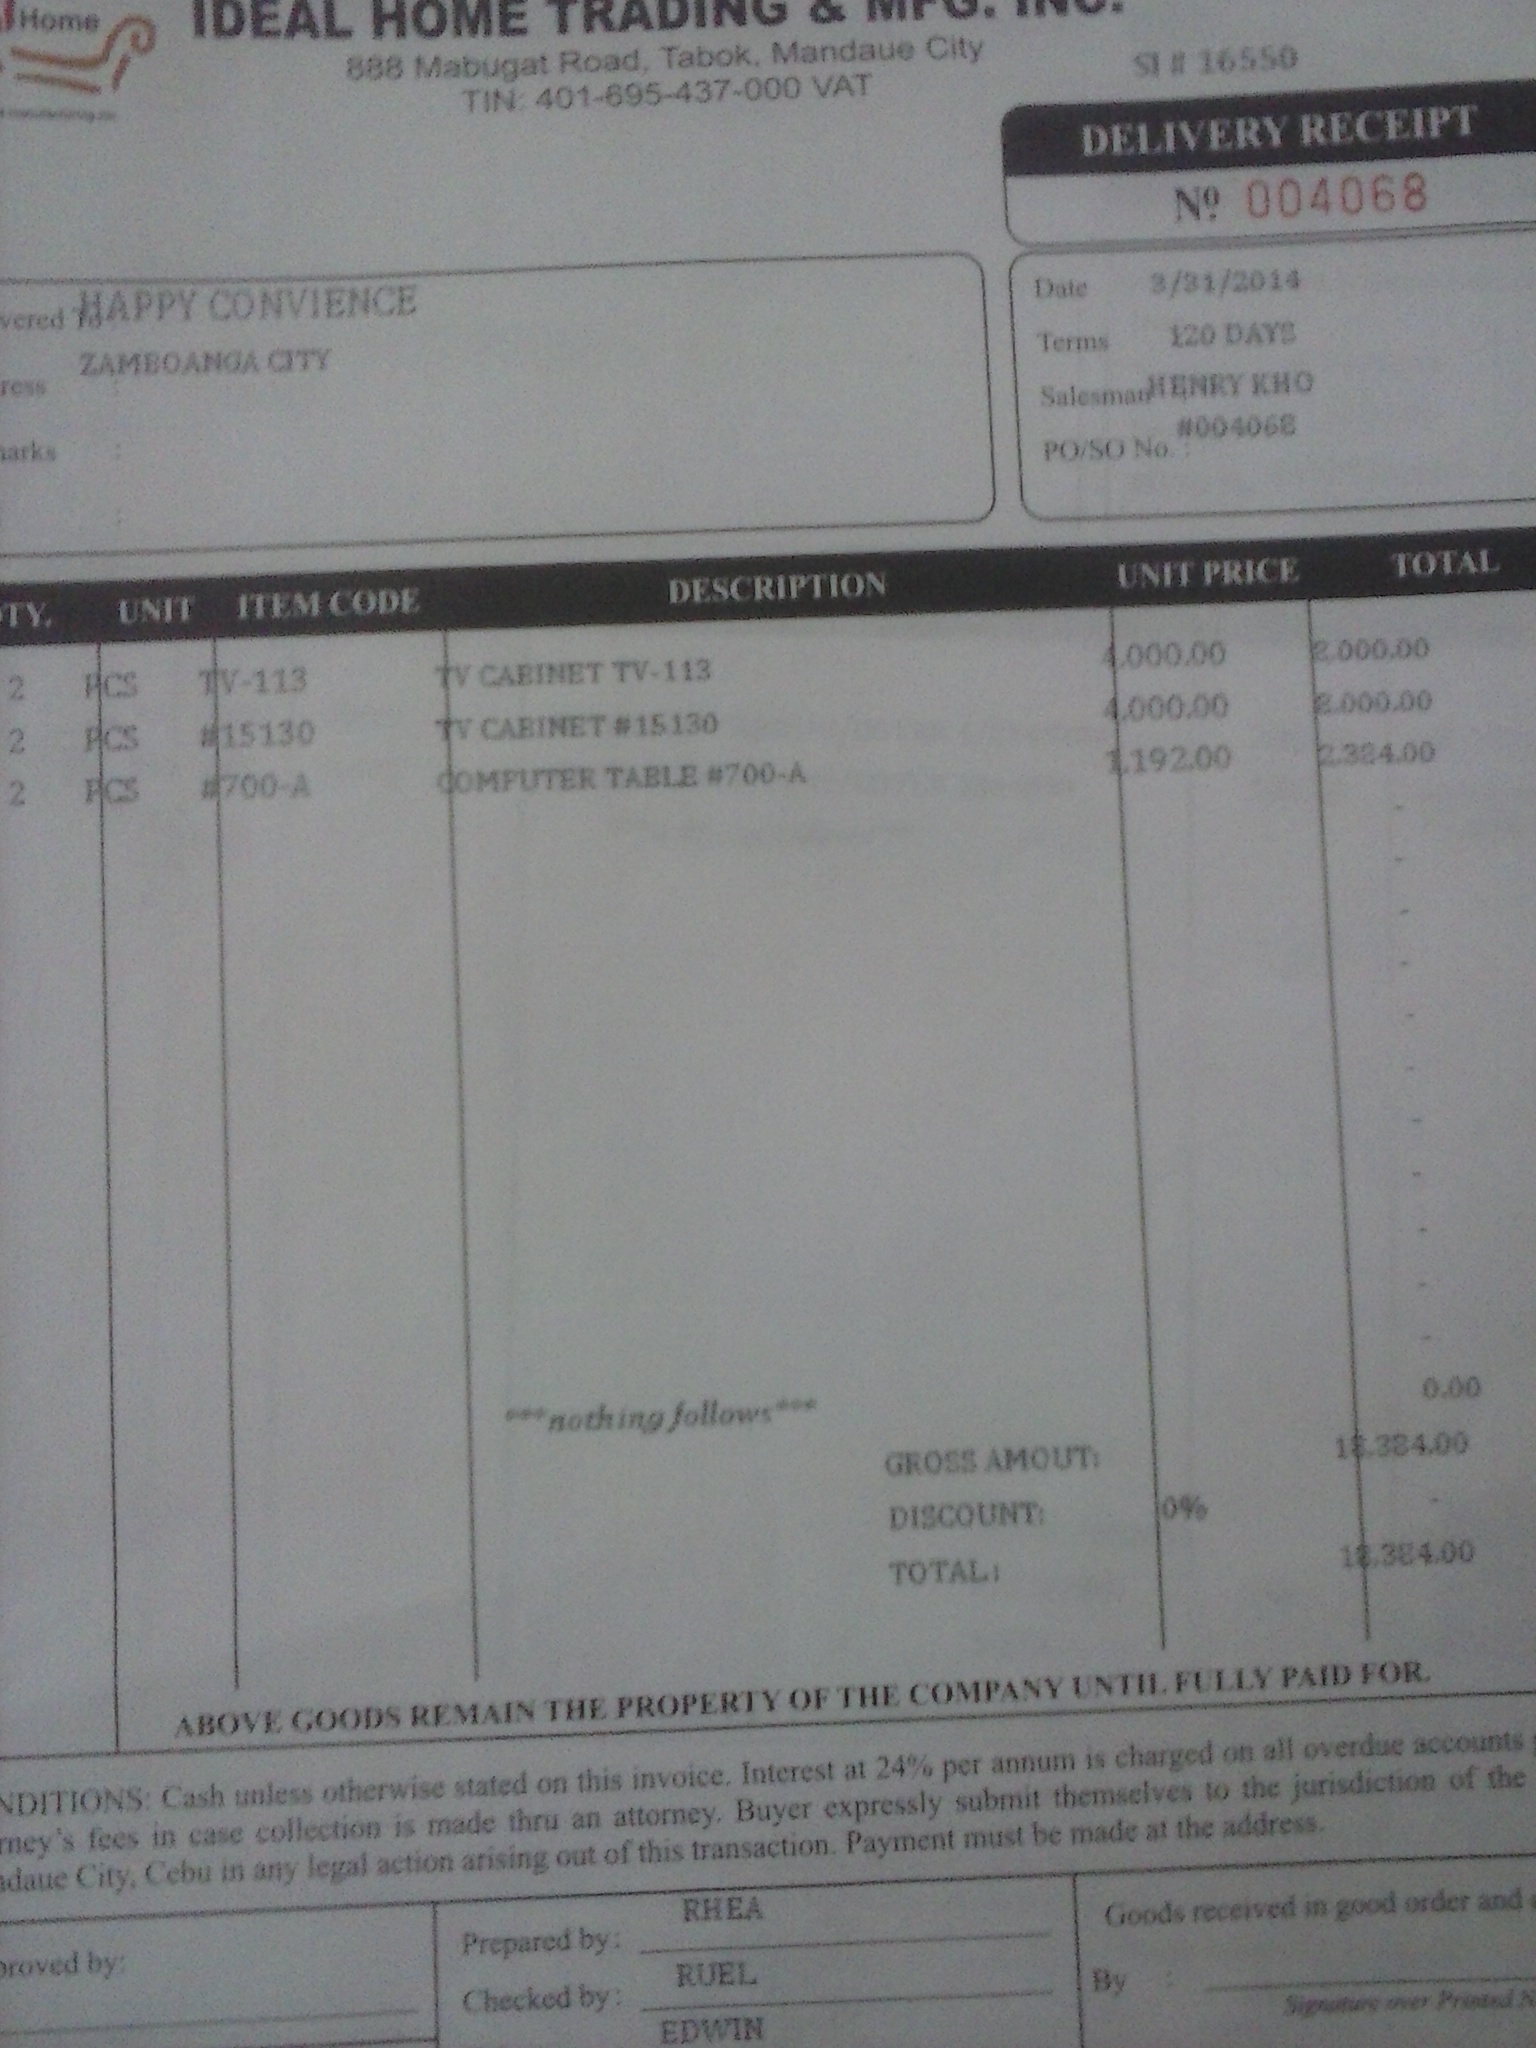 Home
IDEAL HOME TRADING & MFG. INC.
888 Mabugat Road, Tabok, Mandaue City
TIN: 401-695-437-000 VAT
SI # 16550
DELIVERY RECEIPT
Nº 004068
vered To HAPPY CONVIENCE
ress : ZAMBOANGA CITY
arks :
:
Date 3/31/2014
Terms 120 DAYS
Salesman HENRY KHO
PO/SO No. : #004068
TY. UNIT ITEM CODE DESCRIPTION UNIT PRICE TOTAL
2 PCS TV-113 TV CABINET TV-113 4,000.00 8,000.00
2 PCS #15130 TV CABINET #15130 4,000.00 8,000.00
2 PCS #700-A COMPUTER TABLE #700-A 1,192.00 2,384.00
-
-
-
-
-
-
-
-
-
-
-
***nothing follows*** 0.00
GROSS AMOUT: 18,384.00
DISCOUNT: 0% -
TOTAL: 18,384.00
ABOVE GOODS REMAIN THE PROPERTY OF THE COMPANY UNTIL FULLY PAID FOR.
NDITIONS: Cash unless otherwise stated on this invoice. Interest at 24% per annum is charged on all overdue accounts
rney's fees in case collection is made thru an attorney. Buyer expressly submit themselves to the jurisdiction of the
ndaue City, Cebu in any legal action arising out of this transaction. Payment must be made at the address.
proved by:
Prepared by: RHEA
Checked by: RUEL
EDWIN
Goods received in good order and
By :
Signature over Printed N